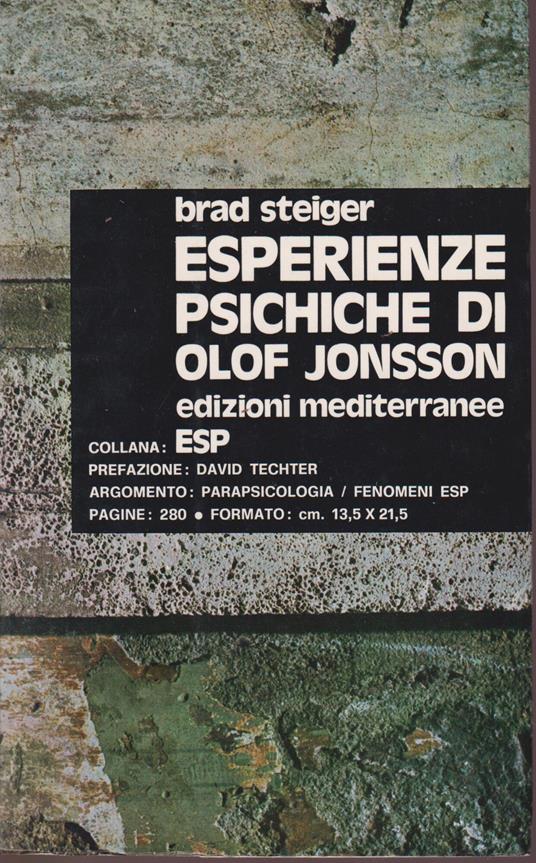 brad steiger
ESPERIENZE
PSICHICHE DI
OLOF JONSSON
edizioni mediterranee
COLLANA: ESP
PREFAZIONE: DAVID TECHTER
ARGOMENTO: PARAPSICOLOGIA / FENOMENI ESP
PAGINE: 280 ● FORMATO: cm. 13,5 X 21,5